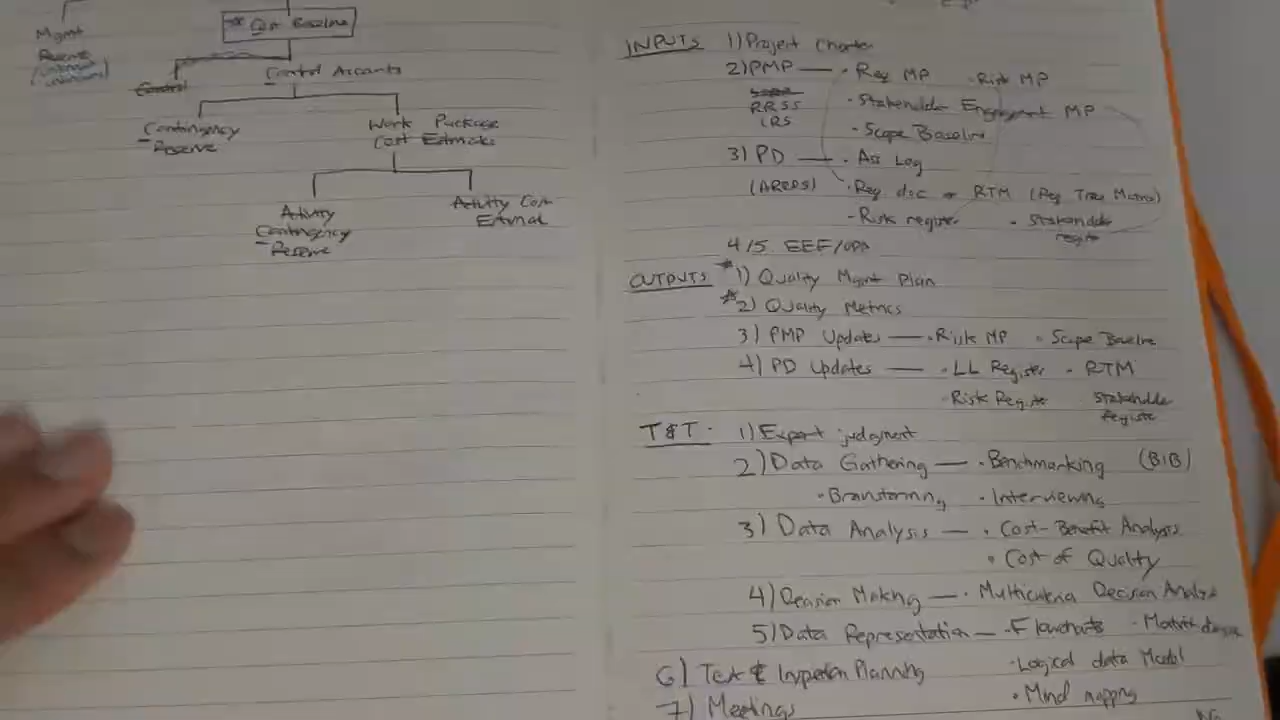 Mgmt
Reserve
* Cost Baseline
Control
Control Accounts
Contingency
Reserve
Work Package
Cost Estimates
Activity
Contingency
Reserve
Activity Cost
Estimate
INPUTS 1) Project Charter
2) PMP — · Req MP · Risk MP
RRSS · Stakeholder Engagement MP
· Scope Baseline
3) PD — · Ass Log
(ARRS) · Req doc · RTM (Req Trac Matrix)
· Risk register · Stakeholder
register
4/5 EEF/OPA
OUTPUTS *1) Quality Mgmt Plan
*2) Quality Metrics
3) PMP Updates — · Risk MP · Scope Baseline
4) PD Updates — · LL Register · RTM
· Risk Register Stakeholder
Register
T&T: 1) Expert judgment
2) Data Gathering — · Benchmarking (BIB)
· Brainstorming · Interviewing
3) Data Analysis — · Cost-Benefit Analysis
· Cost of Quality
4) Decision Making — · Multicriteria Decision Analysis
5) Data Representation — · Flowcharts · Matrix diagram
· Logical data Model
6) Test & Inspection Planning
· Mind mapping
7) Meetings